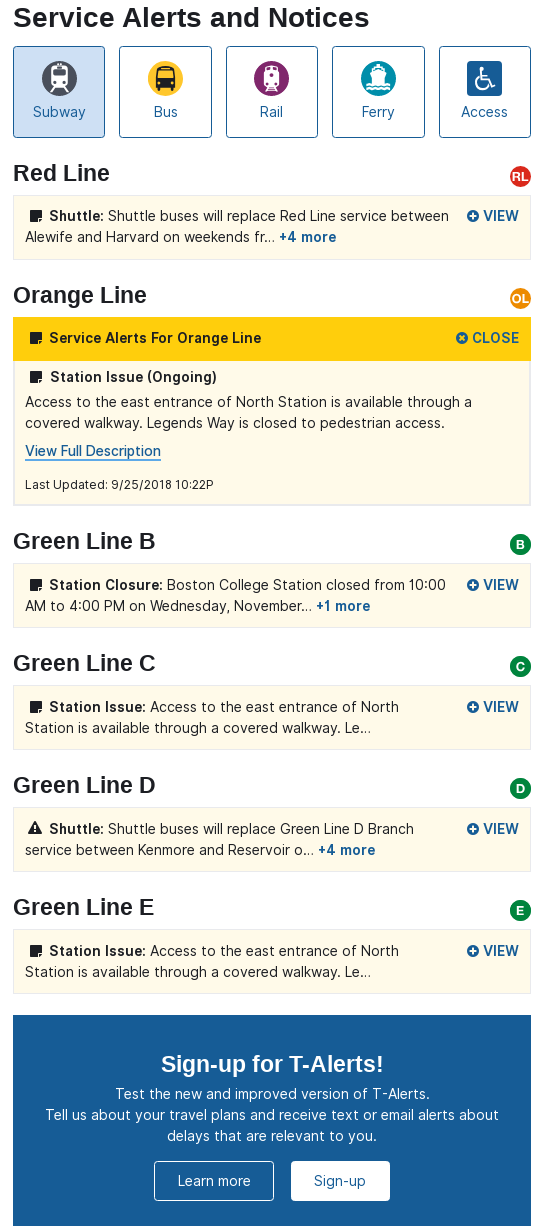 Service Alerts and Notices
Subway
Bus
Rail
Ferry
Access
Red Line
RL
Shuttle: Shuttle buses will replace Red Line service between
VIEW
Alewife and Harvard on weekends fr... +4 more
Orange Line
OL
Service Alerts For Orange Line
CLOSE
Station Issue (Ongoing)
Access to the east entrance of North Station is available through a
covered walkway. Legends Way is closed to pedestrian access.
View Full Description
Last Updated: 9/25/2018 10:22P
Green Line B
B
Station Closure: Boston College Station closed from 10:00
VIEW
AM to 4:00 PM on Wednesday, November... +1 more
Green Line C
C
Station Issue: Access to the east entrance of North
VIEW
Station is available through a covered walkway. Le...
Green Line D
D
Shuttle: Shuttle buses will replace Green Line D Branch
VIEW
service between Kenmore and Reservoir o... +4 more
Green Line E
E
Station Issue: Access to the east entrance of North
VIEW
Station is available through a covered walkway. Le...
Sign-up for T-Alerts!
Test the new and improved version of T-Alerts.
Tell us about your travel plans and receive text or email alerts about
delays that are relevant to you.
Learn more
Sign-up